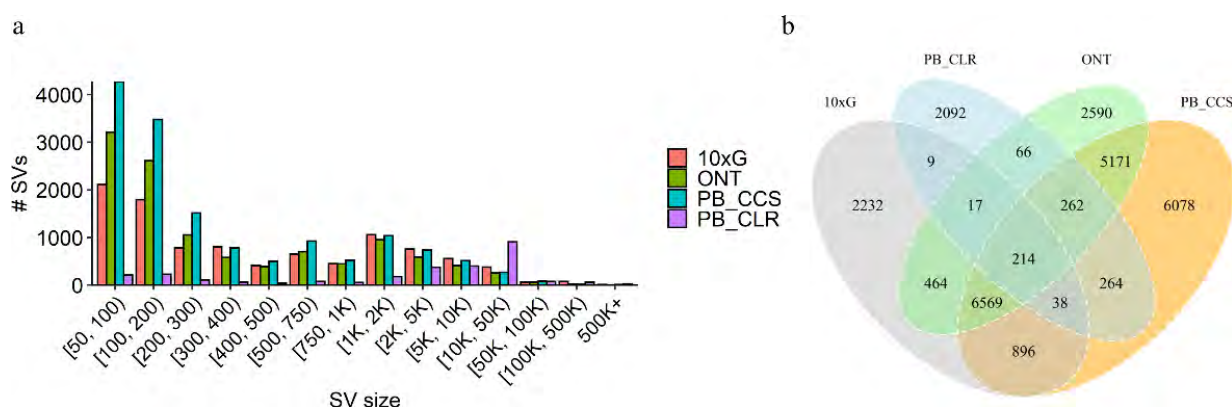 a
# SVs
4000
3000
2000
1000
0
[50, 100)
[100, 200)
[200, 300)
[300, 400)
[400, 500)
[500, 750)
[750, 1K)
[1K, 2K)
[2K, 5K)
[5K, 10K)
[10K, 50K)
[50K, 100K)
[100K, 500K)
500K+
SV size
10xG
ONT
PB_CCS
PB_CLR
b
PB_CLR
ONT
10xG
PB_CCS
2092
2590
9
66
5171
2232
17
262
6078
214
464
6569
38
264
896